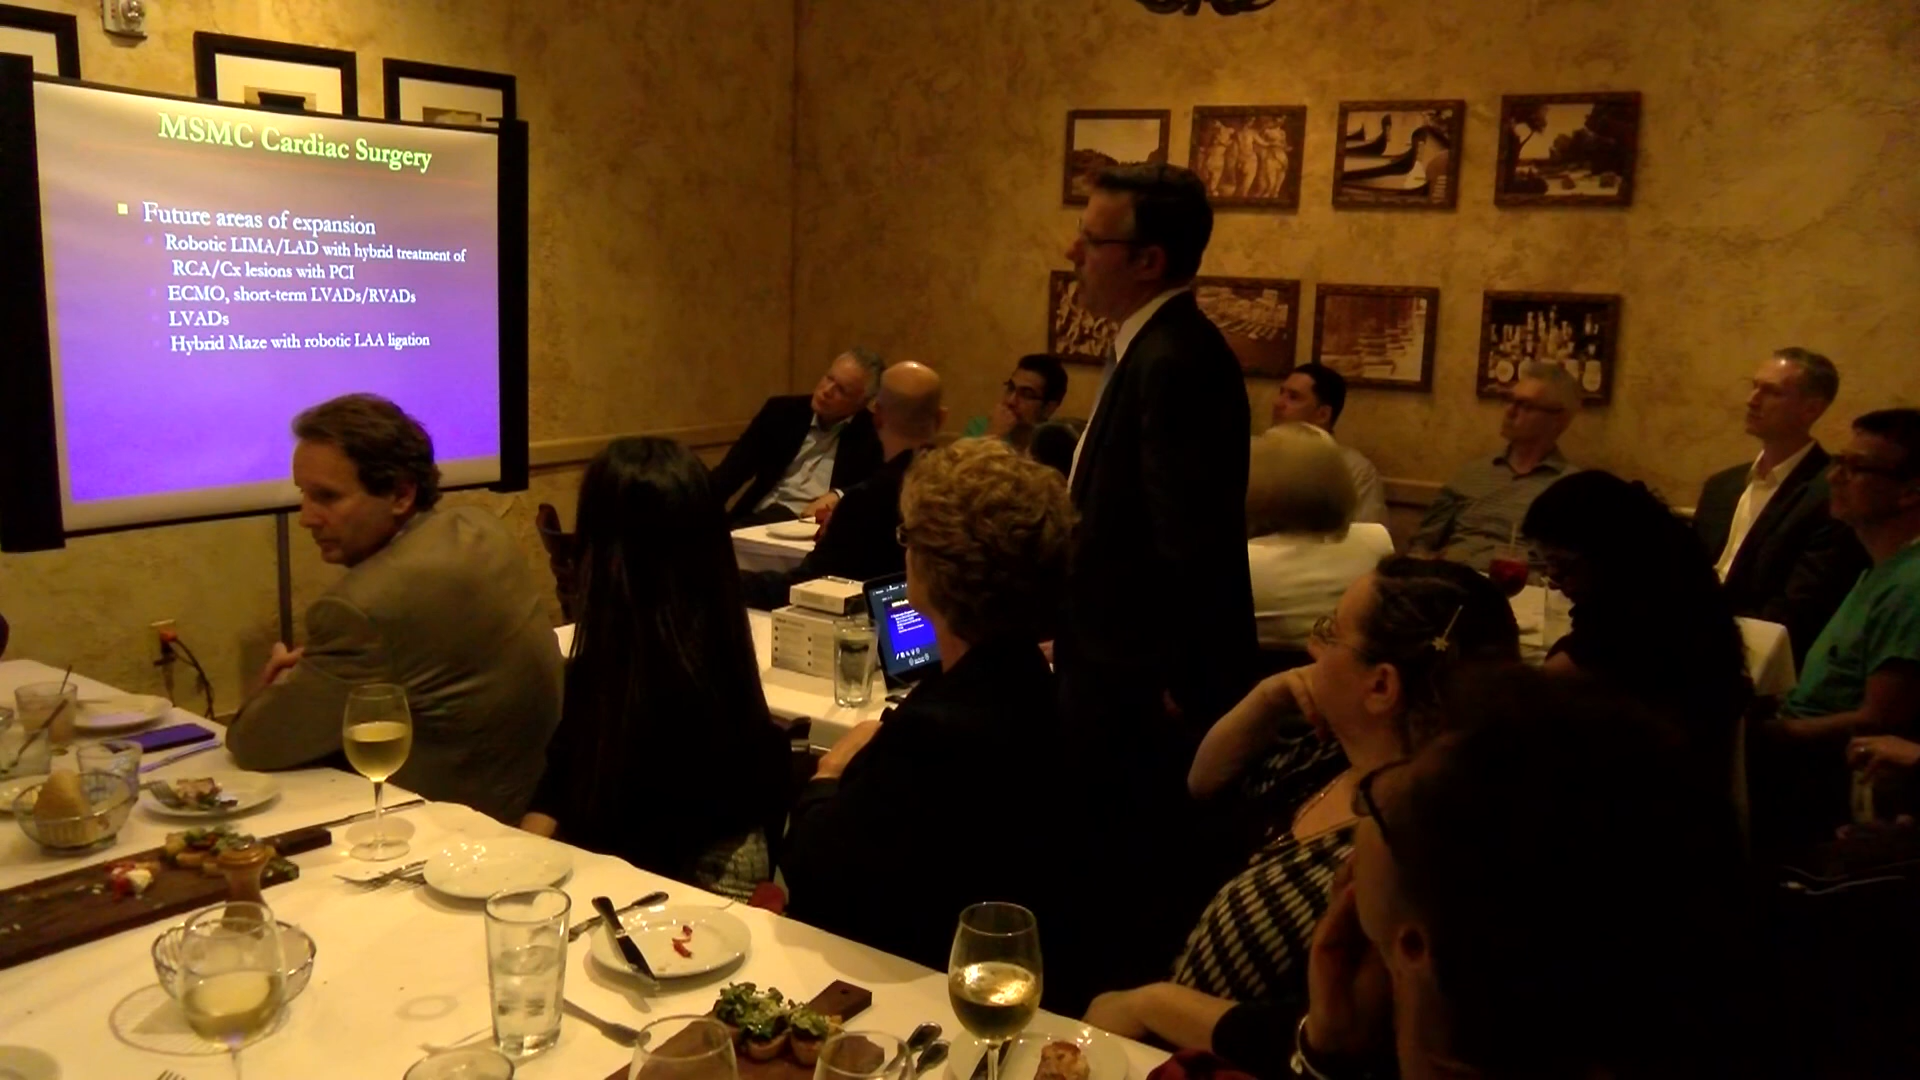 MSMC Cardiac Surgery
Future areas of expansion
Robotic LIMA/LAD with hybrid treatment of
RCA/Cx lesions with PCI
ECMO, short-term LVADs/RVADs
LVADs
Hybrid Maze with robotic LAA ligation